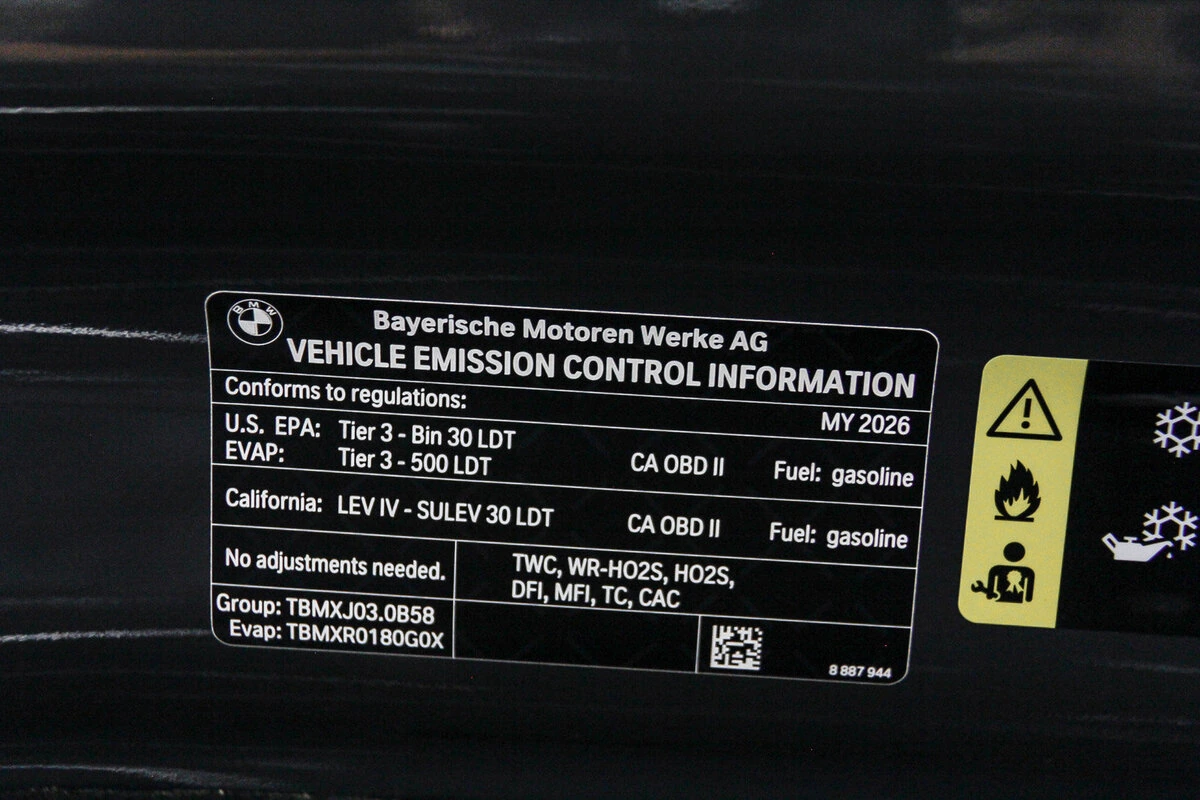 BMW
Bayerische Motoren Werke AG
VEHICLE EMISSION CONTROL INFORMATION
Conforms to regulations:
MY 2026
U.S. EPA: Tier 3 - Bin 30 LDT
EVAP: Tier 3 - 500 LDT
CA OBD II Fuel: gasoline
California: LEV IV - SULEV 30 LDT CA OBD II Fuel: gasoline
No adjustments needed.
TWC, WR-HO2S, HO2S,
DFI, MFI, TC, CAC
Group: TBMXJ03.0B58
Evap: TBMXR0180G0X
8 887 944